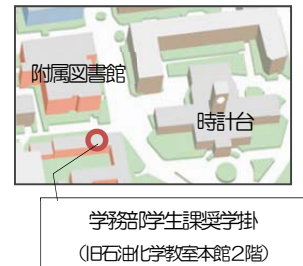 附属図書館
時計台
学務部学生課奨学掛
(旧石油化学教室本館２階)